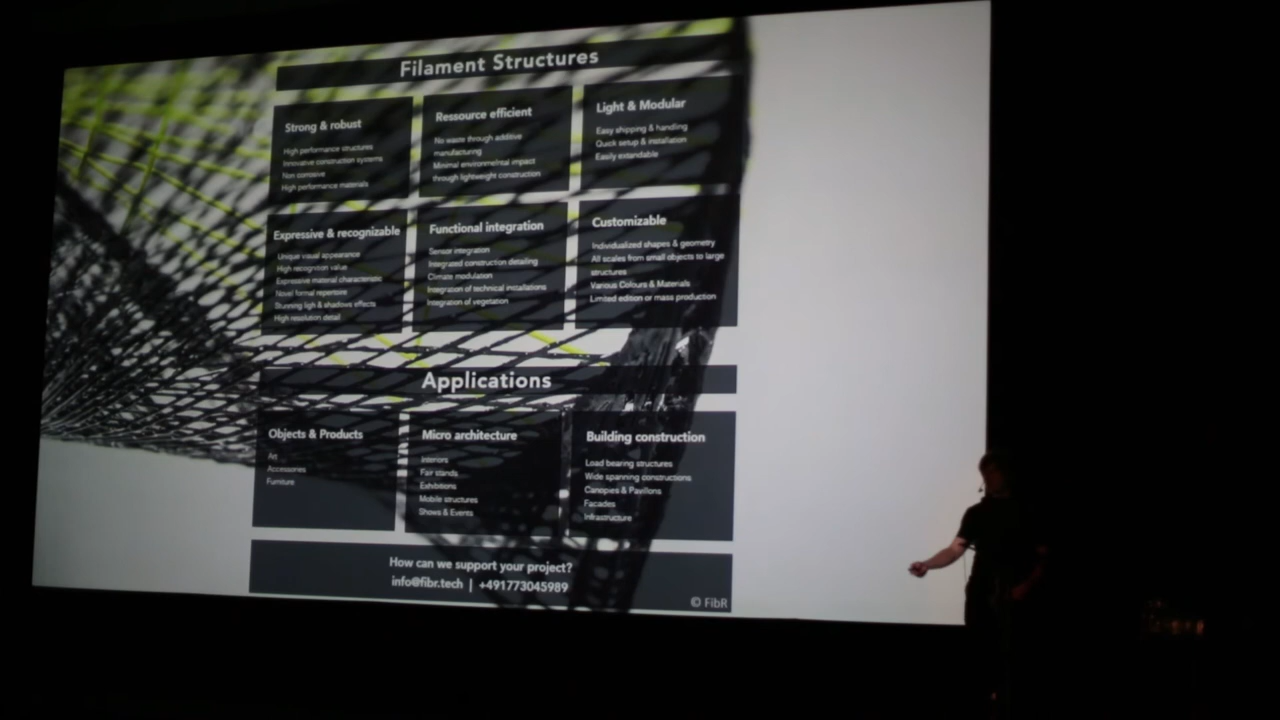 Filament Structures
Strong & robust
High performance structures
Innovative construction systems
Non corrosive
High performance materials
Ressource efficient
No waste through additive
manufacturing
Minimal environmelnal impact
through lightweight construction
Light & Modular
Easy shipping & handling
Quick setup & installation
Easily extandable
Expressive & recognizable
Unique visual appearance
High recognition value
Expressive material characteristic
Novel formal repertoire
Stunning ligh & shadows effects
High resolution detail
Functional integration
Sensor integration
Integrated construction detailing
Climate modulation
Integration of technical installations
Integration of vegetation
Customizable
Individualized shapes & geometry
All scales from small objects to large
structures
Various Colours & Materials
Limited edition or mass production
Applications
Objects & Products
Art
Accessories
Furniture
Micro architecture
Interiors
Fair stands
Exhibitions
Mobile structures
Shows & Events
Building construction
Load bearing structures
Wide spanning constructions
Canopies & Pavilions
Facades
Infrastructure
How can we support your project?
info@fibr.tech | +491773045989
© FibR